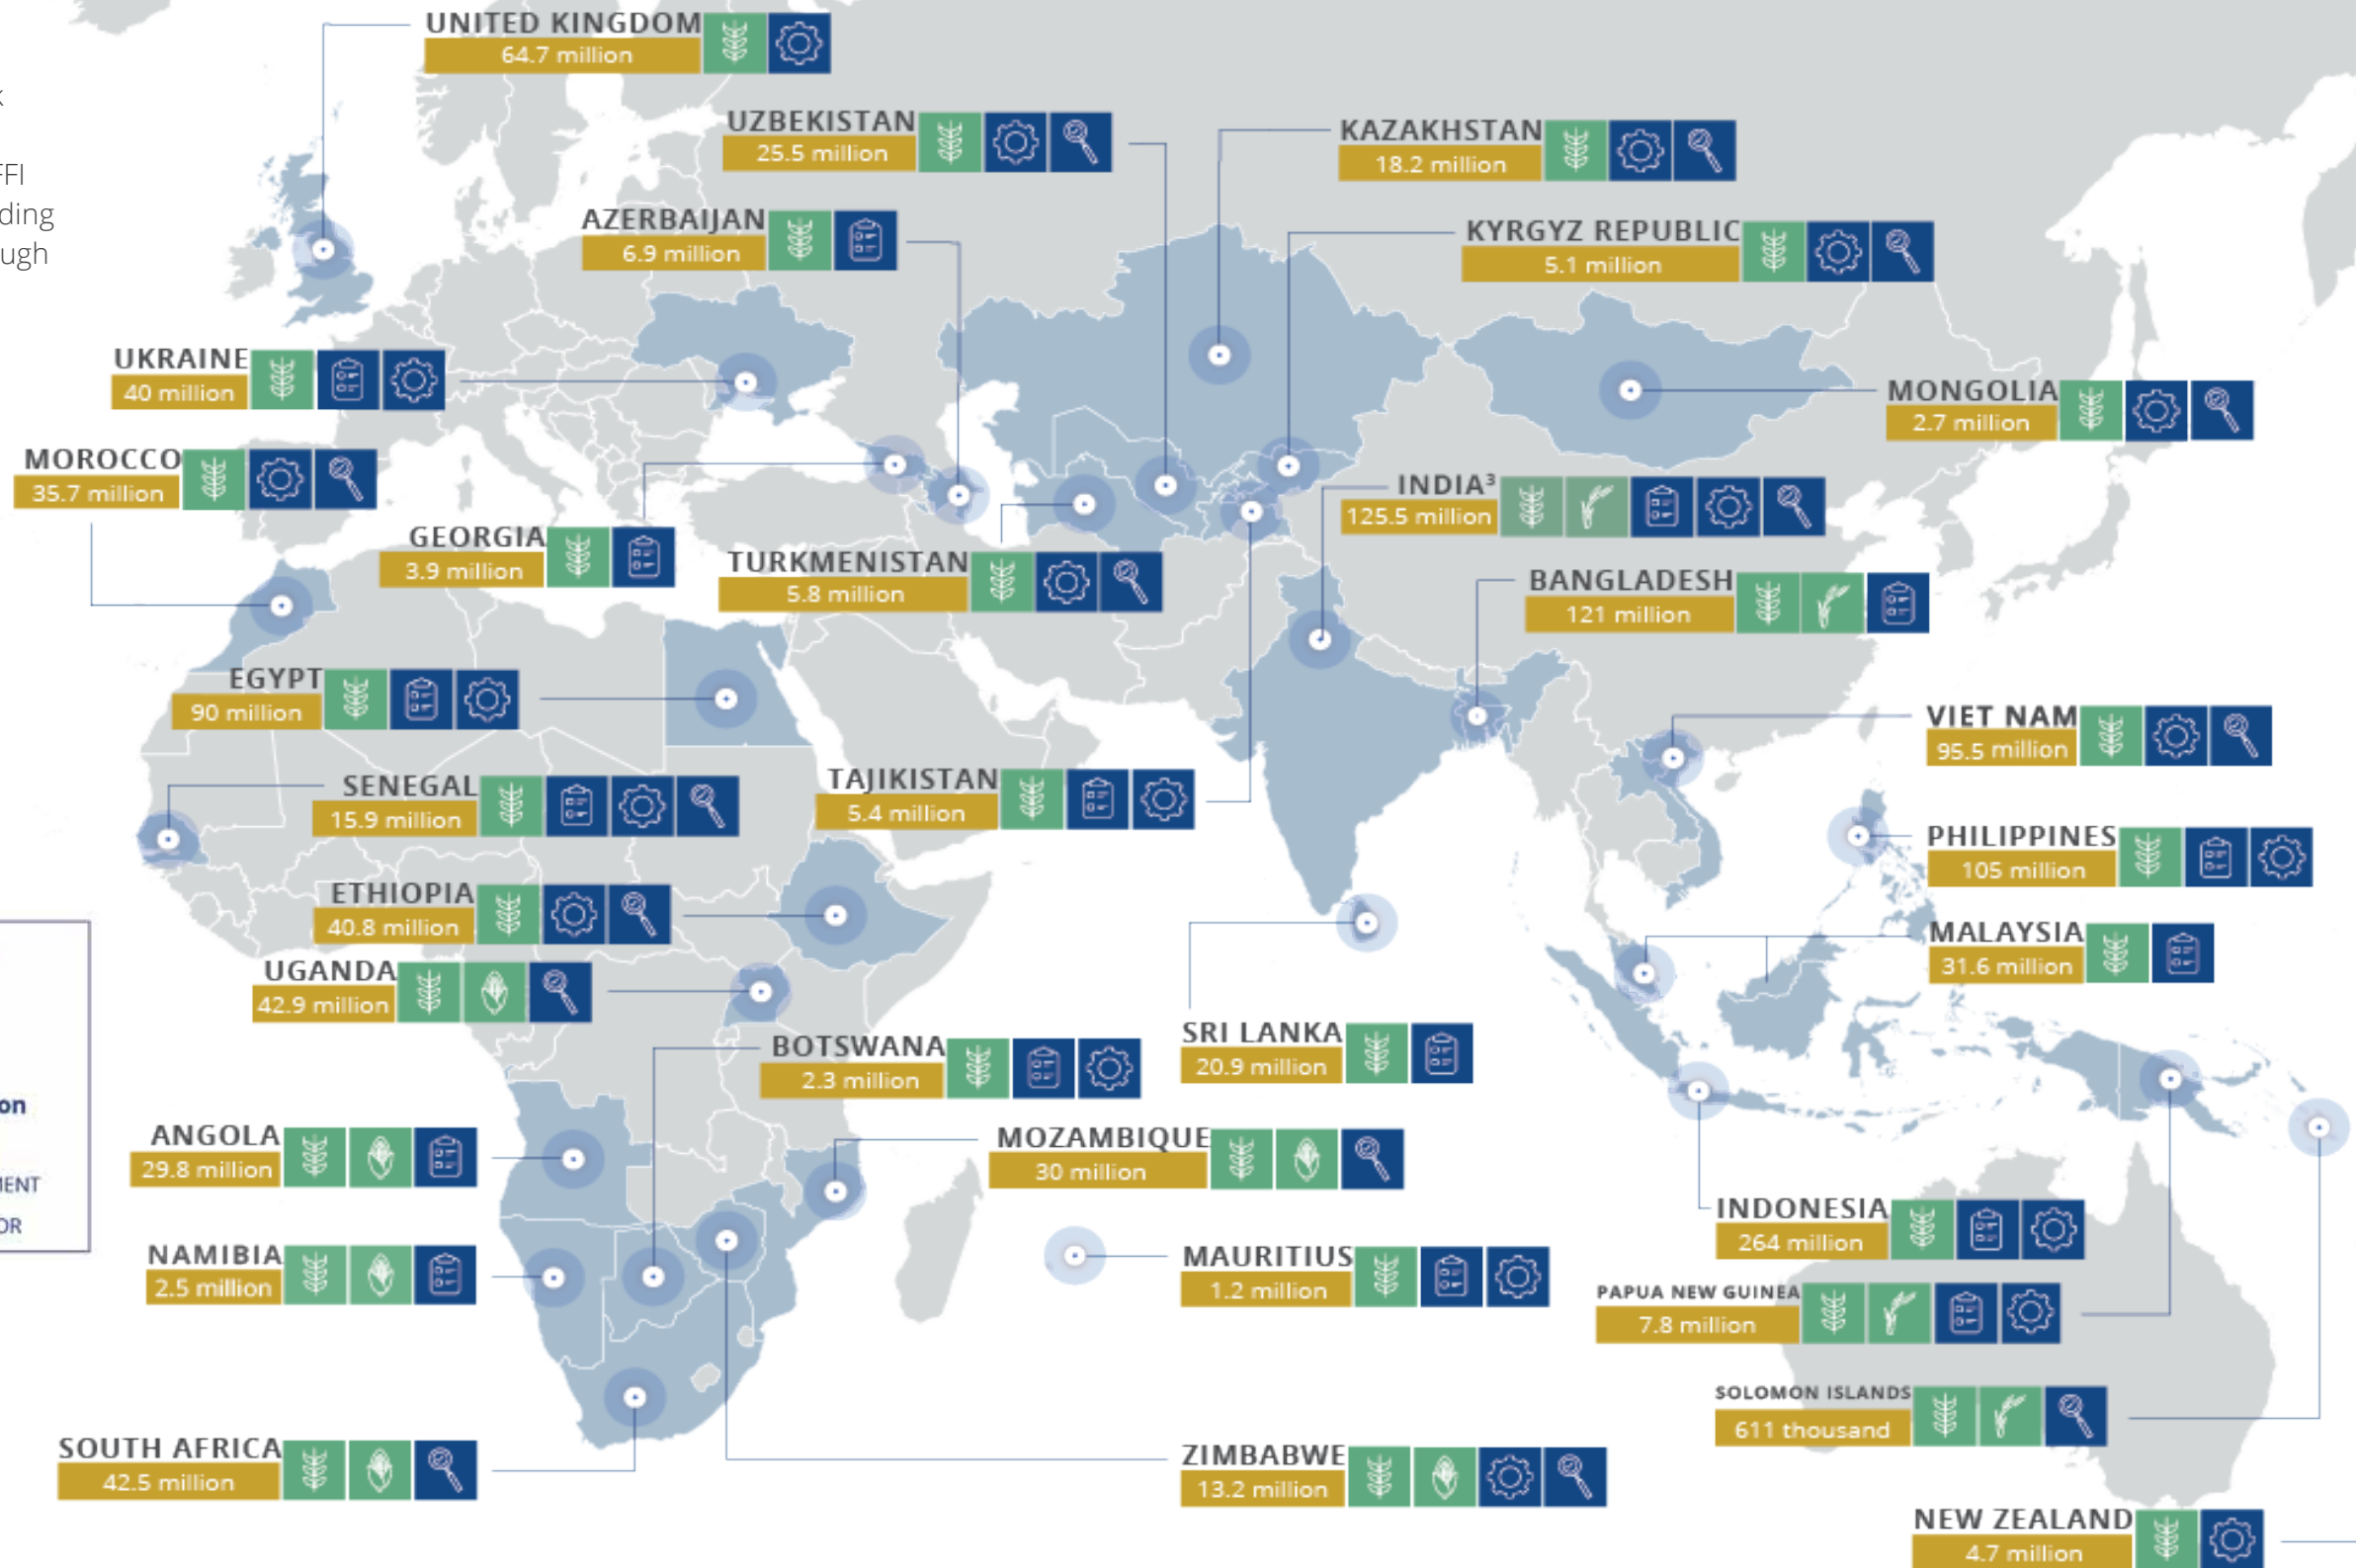 UNITED KINGDOM
64.7 million
k
FFI
ding
ugh
UZBEKISTAN
25.5 million
KAZAKHSTAN
18.2 million
AZERBAIJAN
6.9 million
KYRGYZ REPUBLIC
5.1 million
UKRAINE
40 million
MONGOLIA
2.7 million
MOROCCO
35.7 million
INDIA³
125.5 million
GEORGIA
3.9 million
TURKMENISTAN
5.8 million
BANGLADESH
121 million
EGYPT
90 million
VIET NAM
95.5 million
SENEGAL
15.9 million
TAJIKISTAN
5.4 million
PHILIPPINES
105 million
ETHIOPIA
40.8 million
MALAYSIA
31.6 million
UGANDA
42.9 million
SRI LANKA
20.9 million
BOTSWANA
2.3 million
on
MENT
OR
ANGOLA
29.8 million
MOZAMBIQUE
30 million
INDONESIA
264 million
NAMIBIA
2.5 million
MAURITIUS
1.2 million
PAPUA NEW GUINEA
7.8 million
SOLOMON ISLANDS
611 thousand
SOUTH AFRICA
42.5 million
ZIMBABWE
13.2 million
NEW ZEALAND
4.7 million